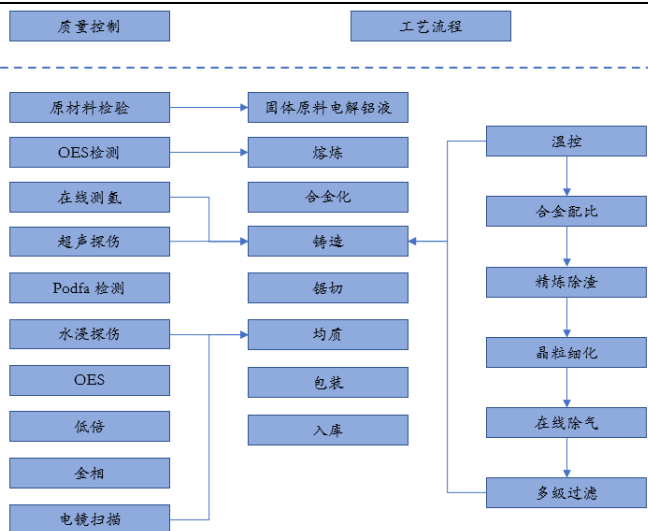 质量控制
工艺流程
原材料检验
固体原料电解铝液
OES检测
熔炼
温控
在线测氢
合金化
合金配比
超声探伤
铸造
Podfa 检测
锯切
精炼除渣
水浸探伤
均质
晶粒细化
OES
包装
低倍
入库
在线除气
金相
多级过滤
电镜扫描